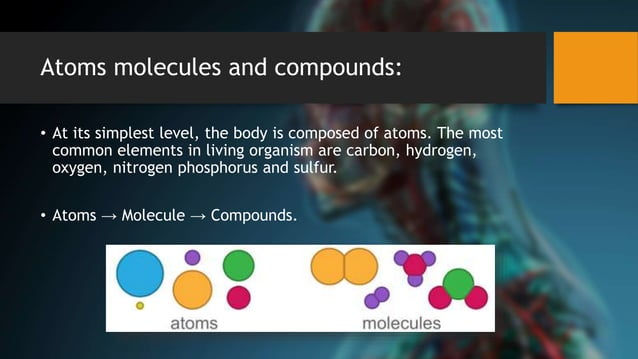 Atoms molecules and compounds:
• At its simplest level, the body is composed of atoms. The most
common elements in living organism are carbon, hydrogen,
oxygen, nitrogen phosphorus and sulfur.
• Atoms → Molecule → Compounds.
atoms molecules